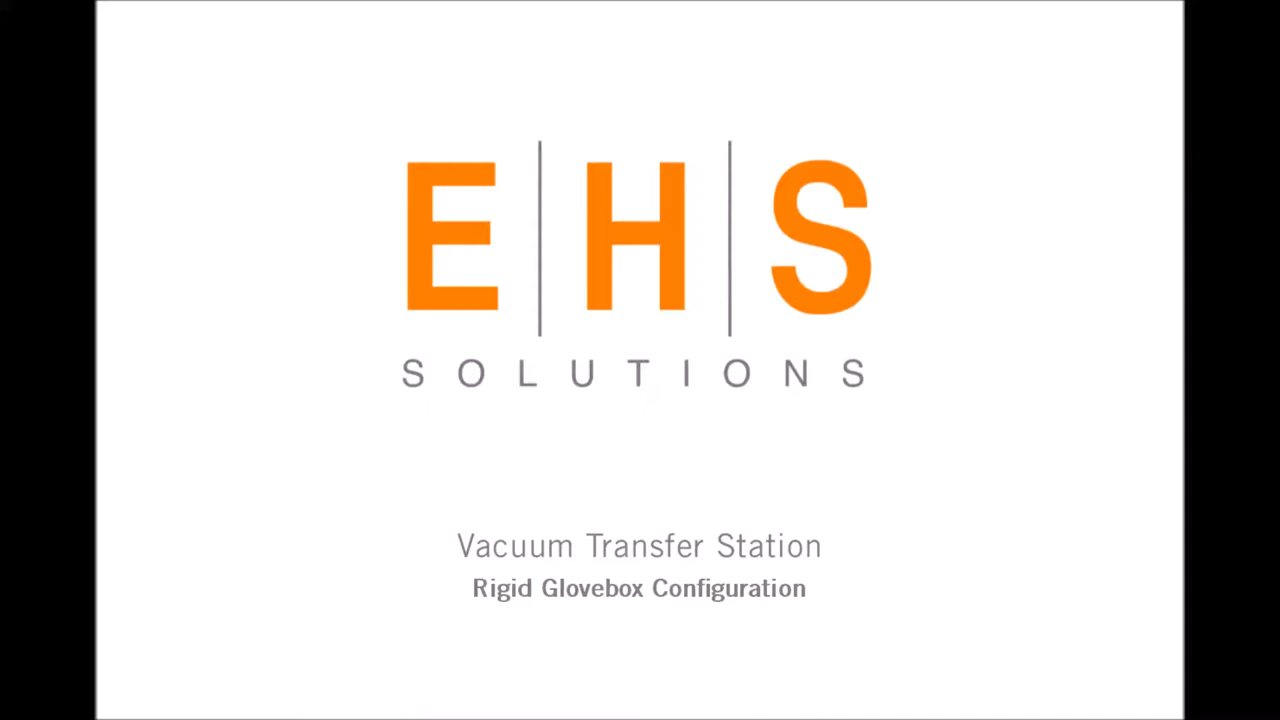 E|H|S
SOLUTIONS
Vacuum Transfer Station
Rigid Glovebox Configuration